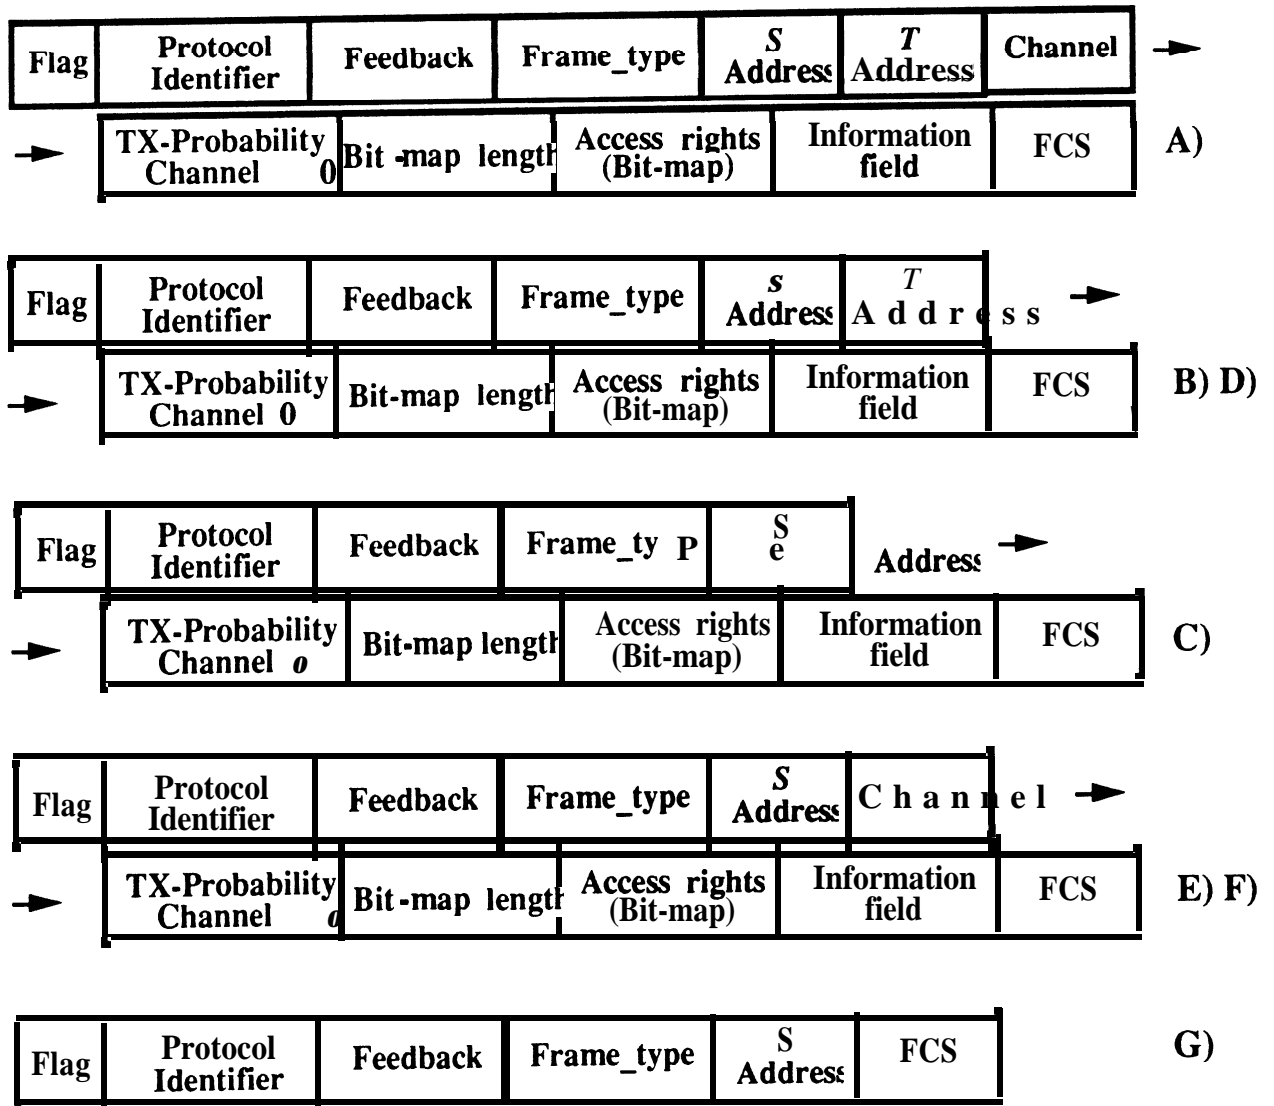 Flag Protocol Identifier Feedback Frame_type S Address T Address Channel
TX-Probability Channel 0 Bit-map length Access rights (Bit-map) Information field FCS A)
Flag Protocol Identifier Feedback Frame_type s Address T Address
TX-Probability Channel 0 Bit-map length Access rights (Bit-map) Information field FCS B) D)
Flag Protocol Identifier Feedback Frame_ty P e S Address
TX-Probability Channel o Bit-map length Access rights (Bit-map) Information field FCS C)
Flag Protocol Identifier Feedback Frame_type S Address Channel
TX-Probability Channel o Bit-map length Access rights (Bit-map) Information field FCS E) F)
Flag Protocol Identifier Feedback Frame_type S Address FCS G)